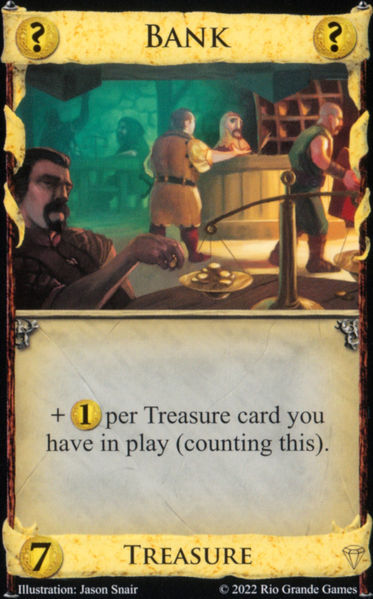 ? BANK ?
+ 1 per Treasure card you
have in play (counting this).
7 TREASURE
Illustration: Jason Snair © 2022 Rio Grande Games